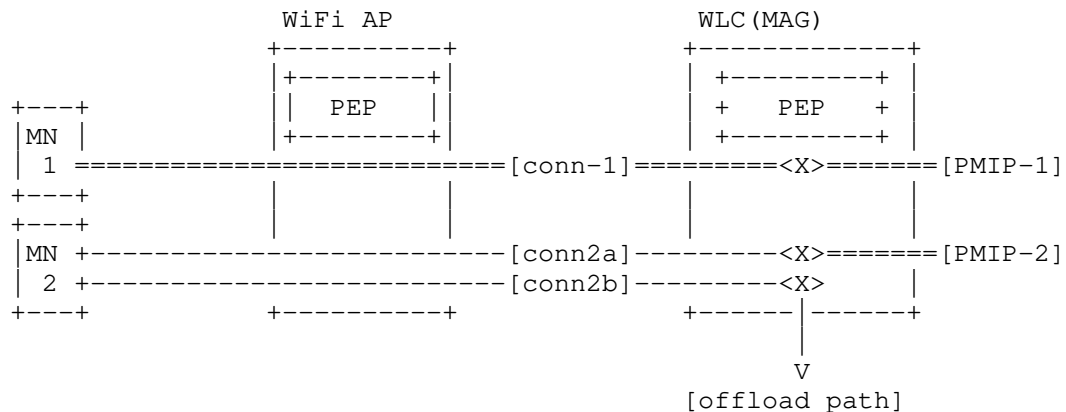 WiFi AP WLC(MAG)
PEP PEP
MN
1 [conn-1] <X> [PMIP-1]
MN [conn2a] <X> [PMIP-2]
2 [conn2b] <X>
V
[offload path]